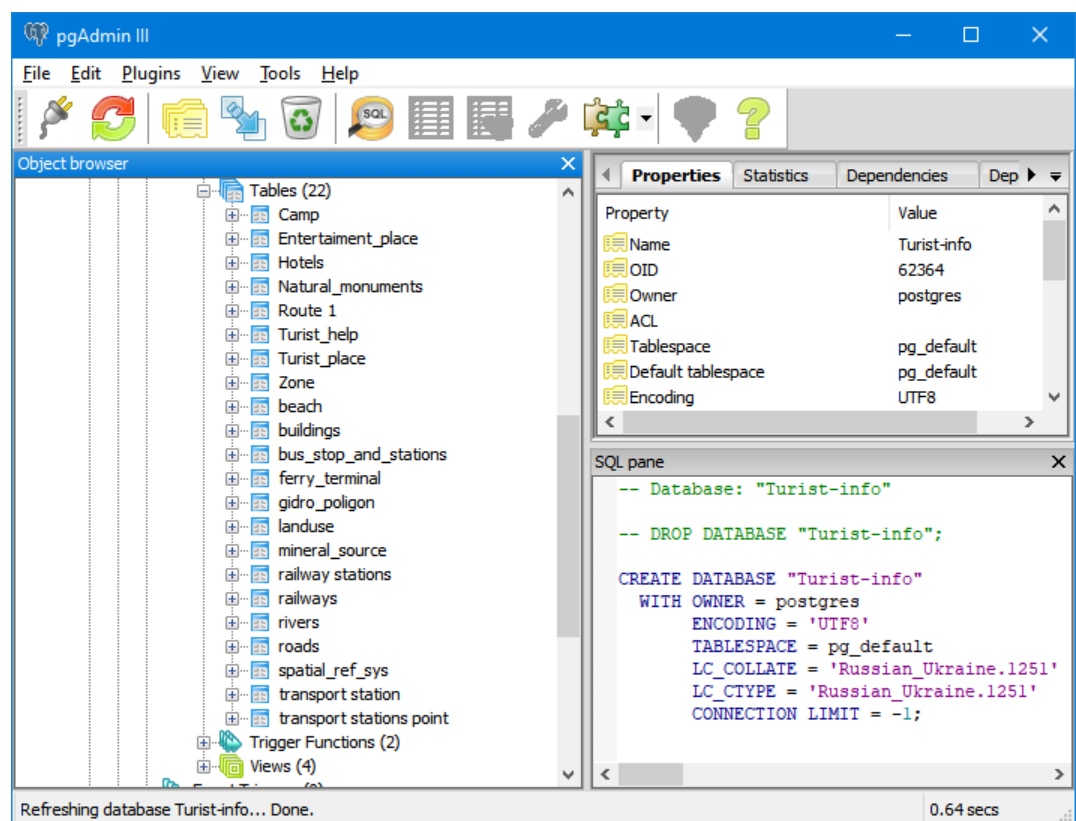 pgAdmin III
File Edit Plugins View Tools Help
SQL
Object browser
Tables (22)
Camp
Entertaiment_place
Hotels
Natural_monuments
Route 1
Turist_help
Turist_place
Zone
beach
buildings
bus_stop_and_stations
ferry_terminal
gidro_poligon
landuse
mineral_source
railway stations
railways
rivers
roads
spatial_ref_sys
transport station
transport stations point
Trigger Functions (2)
Views (4)
Properties Statistics Dependencies Dep
Property Value
Name Turist-info
OID 62364
Owner postgres
ACL
Tablespace pg_default
Default tablespace pg_default
Encoding UTF8
SQL pane
-- Database: "Turist-info"
-- DROP DATABASE "Turist-info";
CREATE DATABASE "Turist-info"
WITH OWNER = postgres
ENCODING = 'UTF8'
TABLESPACE = pg_default
LC_COLLATE = 'Russian_Ukraine.1251'
LC_CTYPE = 'Russian_Ukraine.1251'
CONNECTION LIMIT = -1;
Refreshing database Turist-info... Done. 0.64 secs